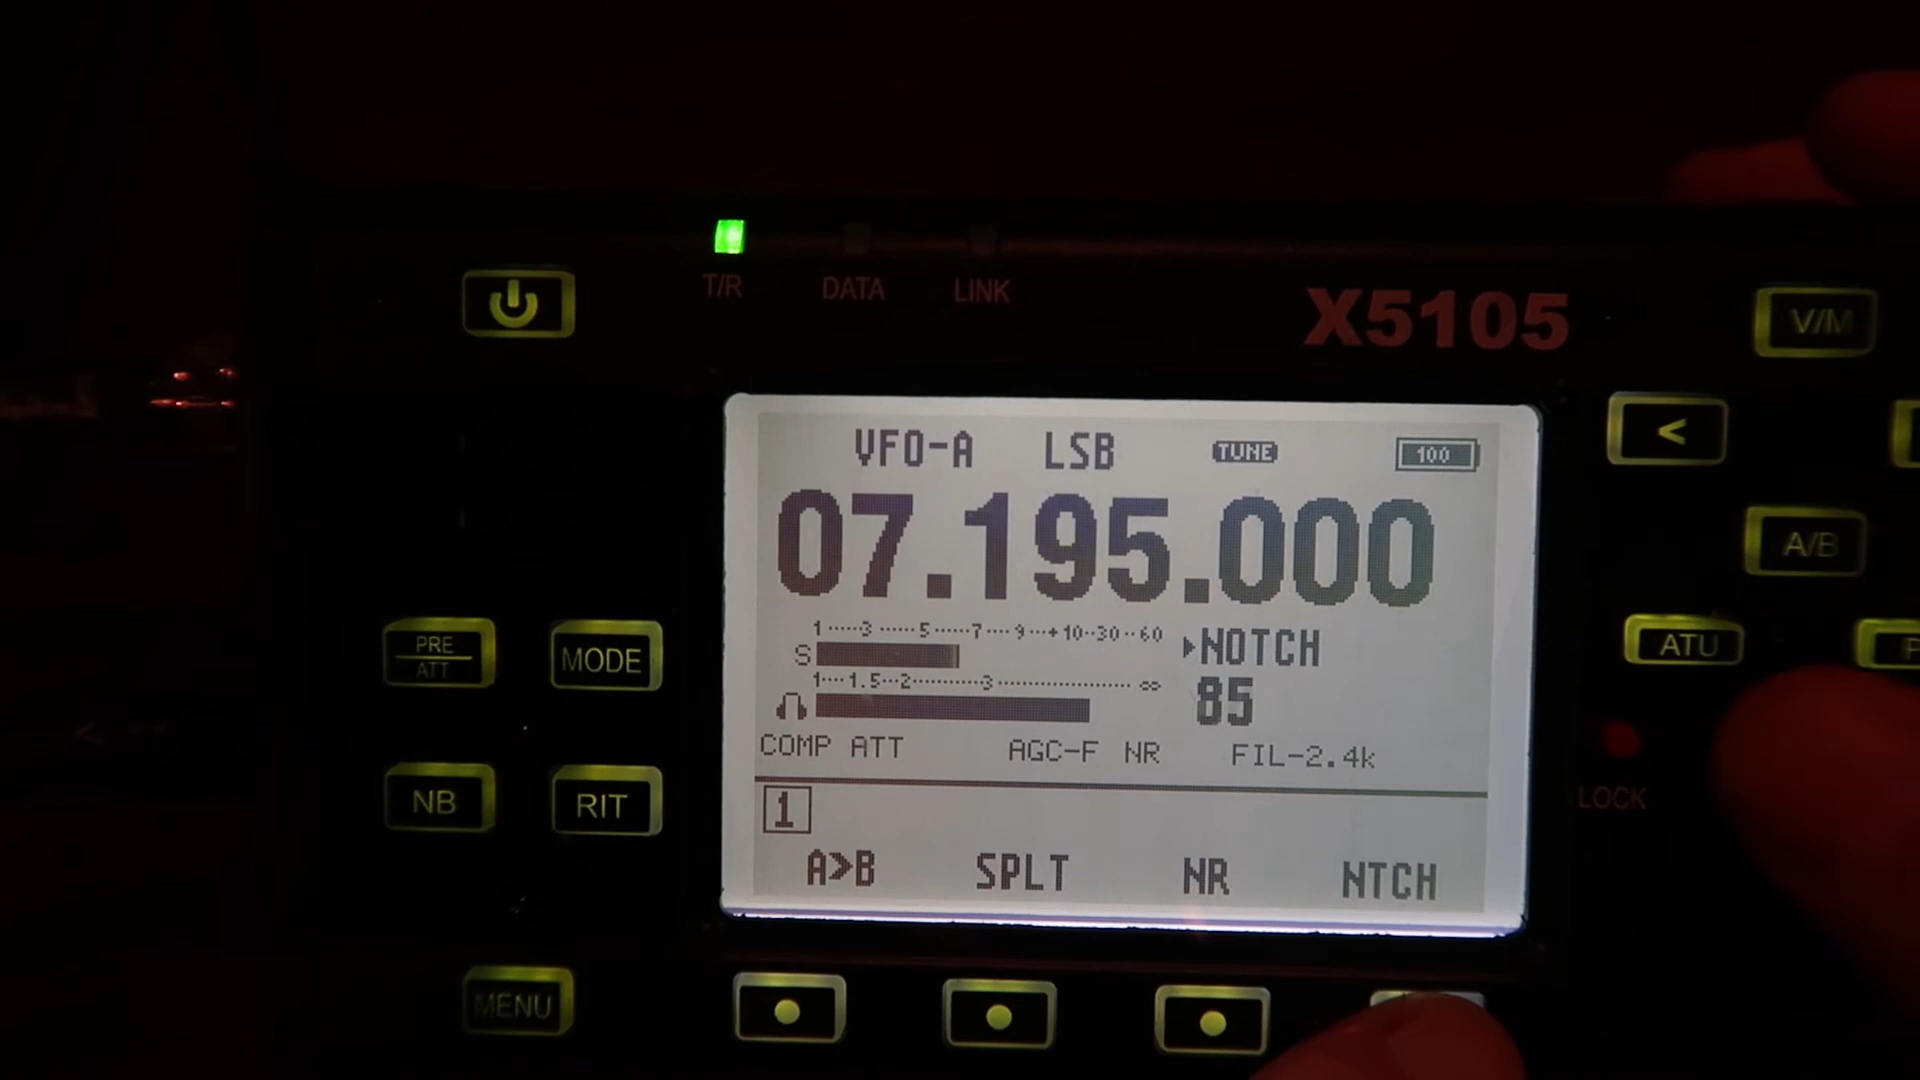 T/R DATA LINK
X5105
V/M
VFO-A LSB TUNE 100
<
07.195.000
A/B
1·····3······5·····7····9···+10··30··60
S
NOTCH
ATU
PRE
ATT
MODE
1····1.5···2·········3················∞
85
COMP ATT AGC-F NR FIL-2.4k
LOCK
NB
RIT
1
A>B SPLT NR NTCH
MENU